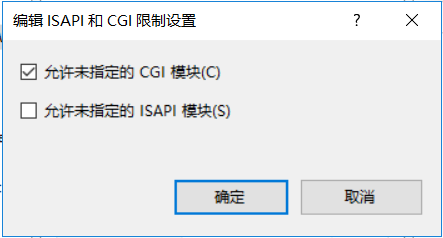 编辑 ISAPI 和 CGI 限制设置
允许未指定的 CGI 模块(C)
允许未指定的 ISAPI 模块(S)
确定
取消